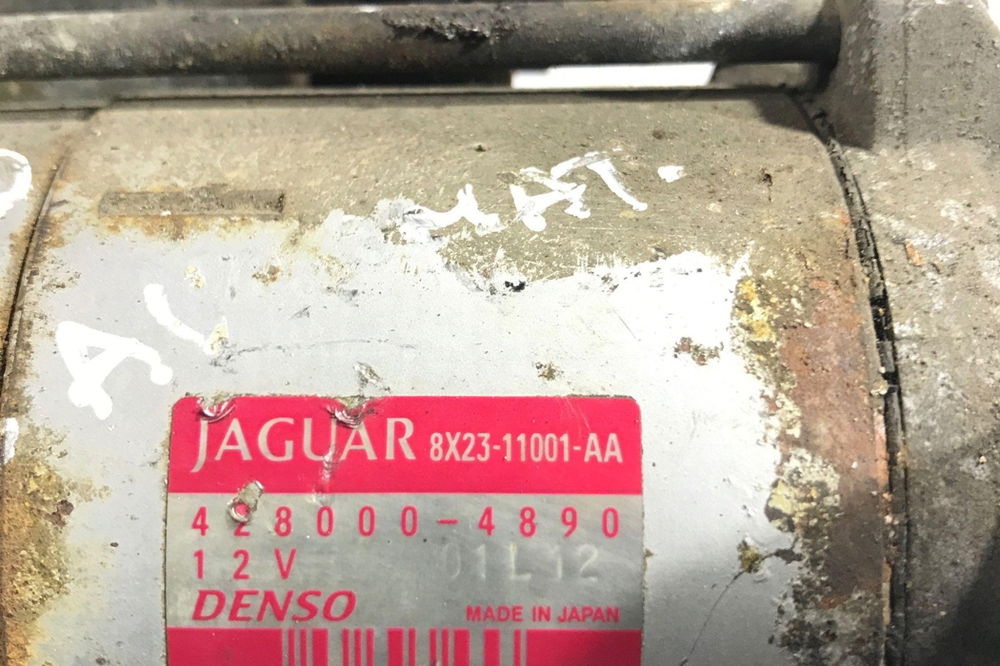 JAGUAR 8X23-11001-AA
428000-4890
12V 01L12
DENSO MADE IN JAPAN